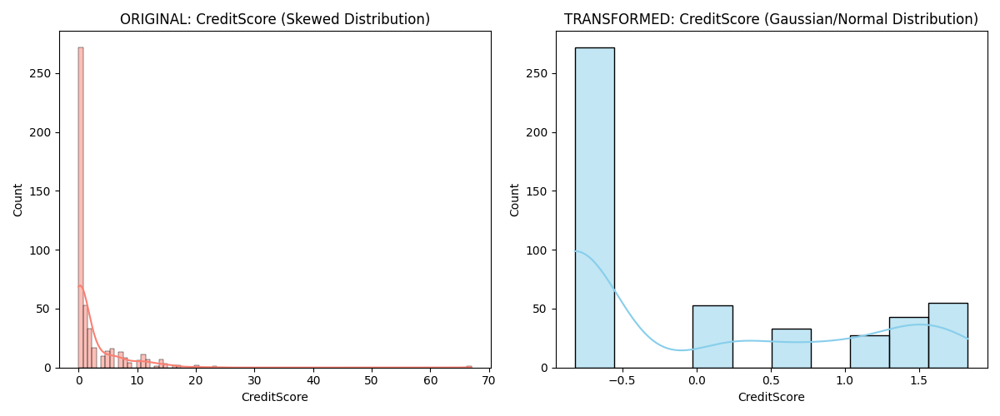 ORIGINAL: CreditScore (Skewed Distribution)
250
200
150
100
50
0
Count
0 10 20 30 40 50 60 70
CreditScore
TRANSFORMED: CreditScore (Gaussian/Normal Distribution)
250
200
150
100
50
0
Count
−0.5 0.0 0.5 1.0 1.5
CreditScore